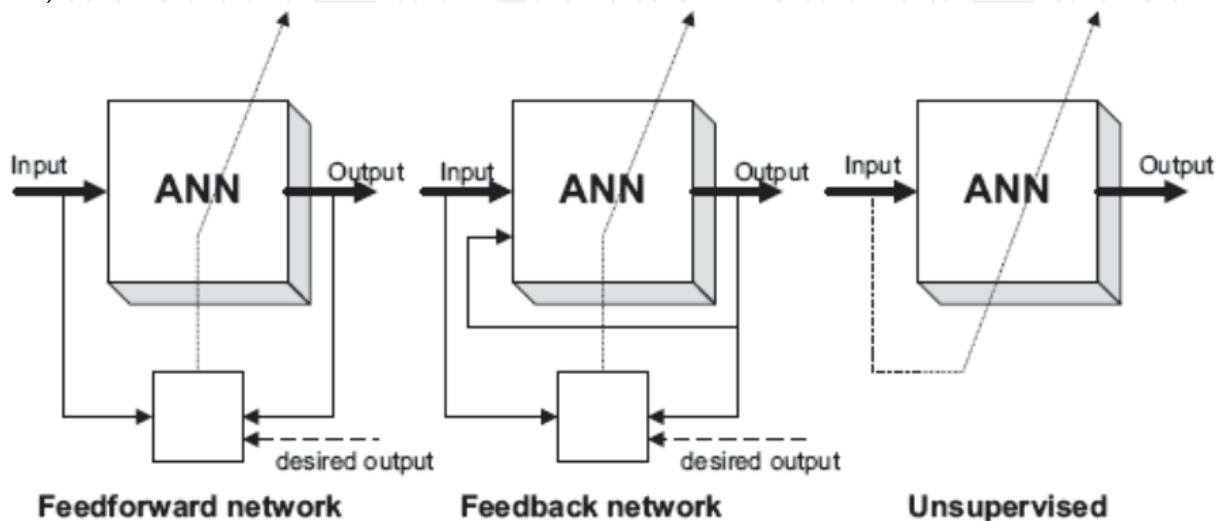 Input
ANN
Output
desired output
Feedforward network
Input
ANN
Output
desired output
Feedback network
Input
ANN
Output
Unsupervised